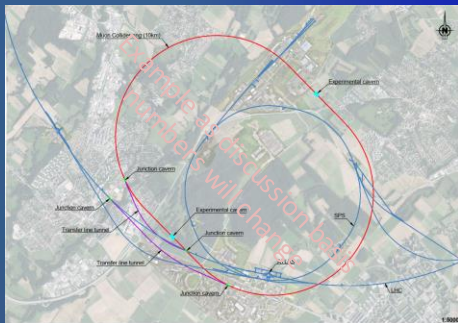 Muon Collider ring (10km)
N
Experimental cavern
example as discussion basis
numbers will change
Junction cavern
Junction cavern
Experimental cavern
SPS
Transfer line tunnel
Junction cavern
Transfer line tunnel
LHC
Junction cavern